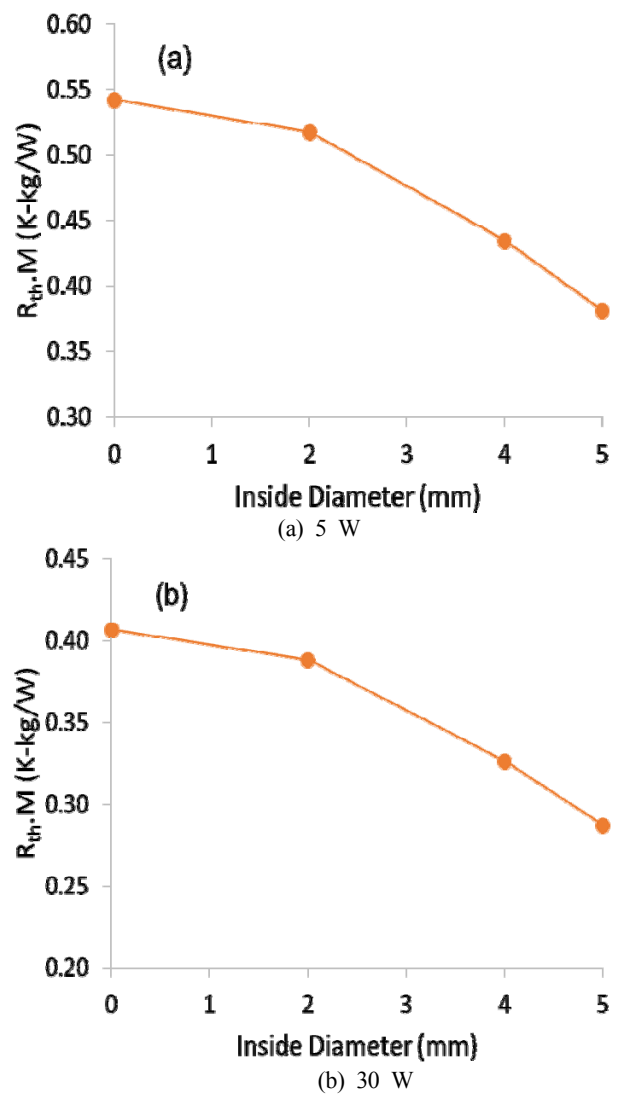 0.60
(a)
0.55
0.50
0.45
0.40
0.35
0.30
R_th.M (K-kg/W)
0 1 2 3 4 5
Inside Diameter (mm)
(a) 5 W
0.45
(b)
0.40
0.35
0.30
0.25
0.20
R_th.M (K-kg/W)
0 1 2 3 4 5
Inside Diameter (mm)
(b) 30 W